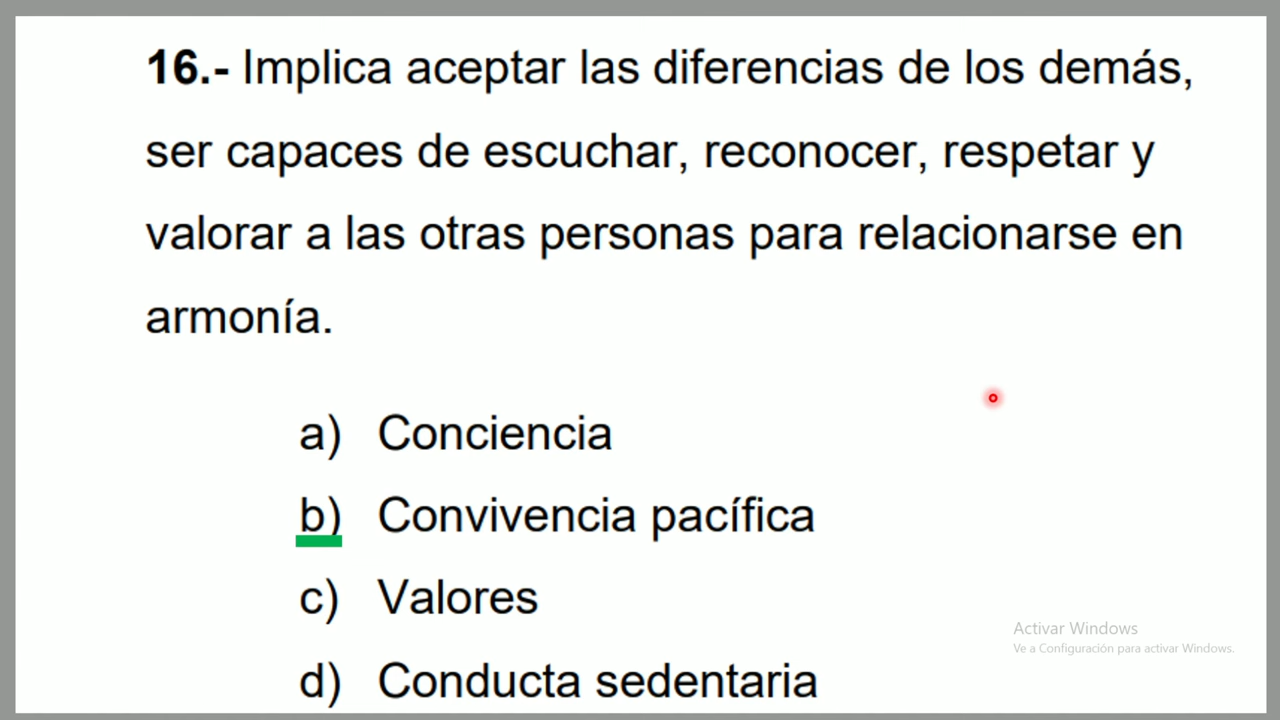 16.- Implica aceptar las diferencias de los demás,
ser capaces de escuchar, reconocer, respetar y
valorar a las otras personas para relacionarse en
armonía.
a) Conciencia
b) Convivencia pacífica
c) Valores
d) Conducta sedentaria
Activar Windows
Ve a Configuración para activar Windows.